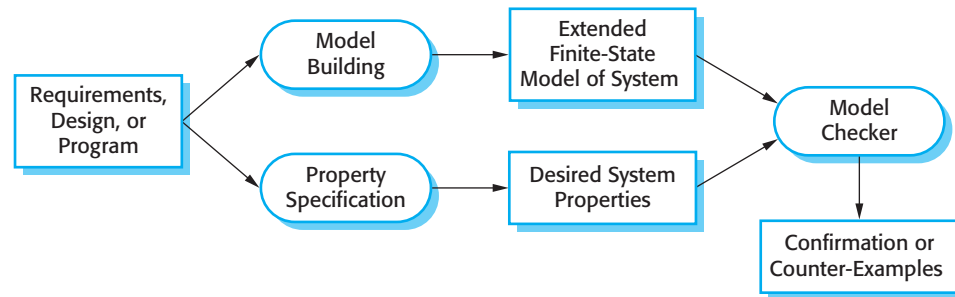 Requirements,
Design, or
Program
Model
Building
Extended
Finite-State
Model of System
Property
Specification
Desired System
Properties
Model
Checker
Confirmation or
Counter-Examples